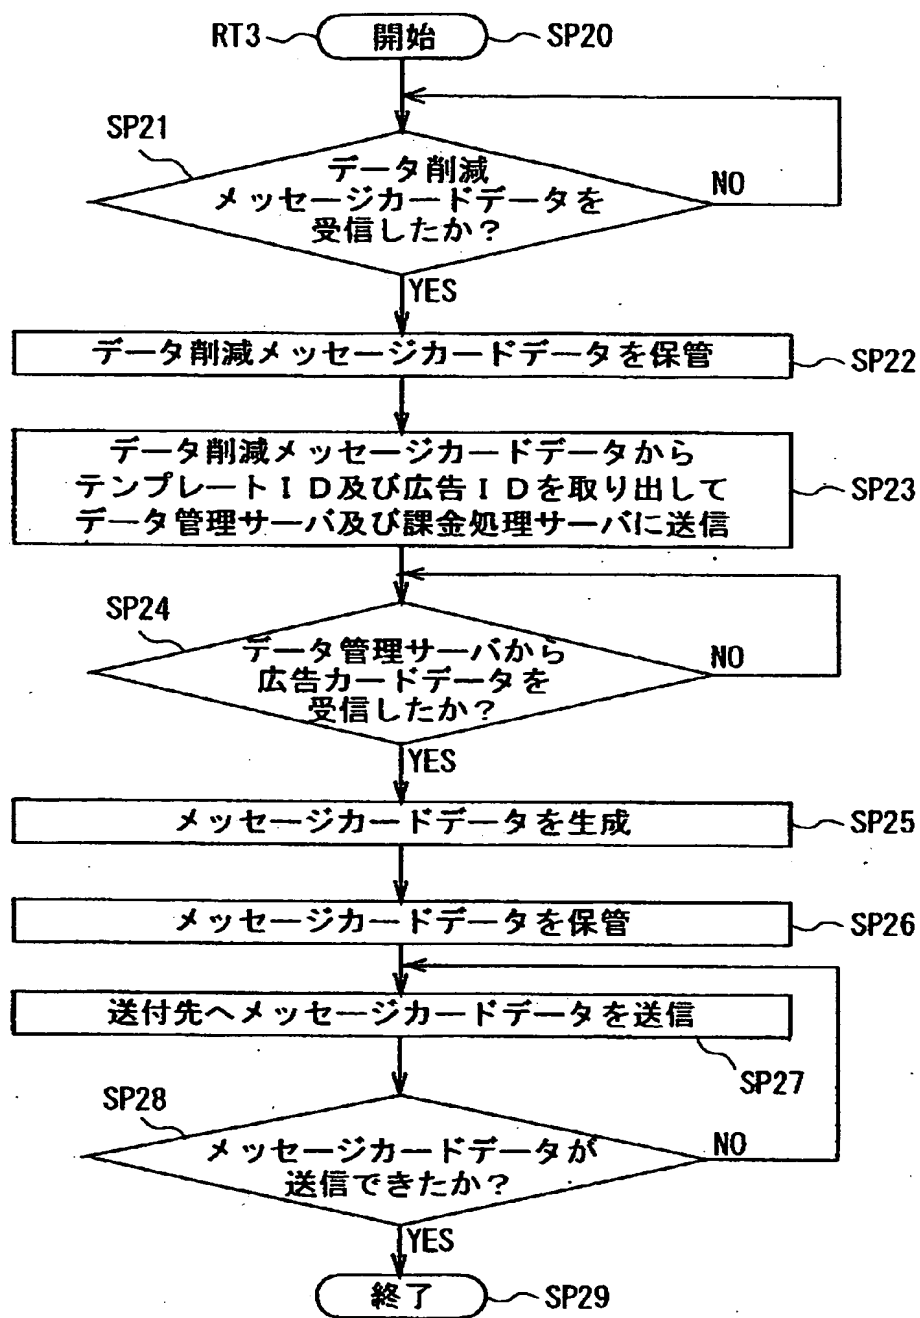 RT3
開始
SP20
SP21
データ削減
メッセージカードデータを
受信したか？
NO
YES
データ削減メッセージカードデータを保管
SP22
データ削減メッセージカードデータから
テンプレートＩＤ及び広告ＩＤを取り出して
データ管理サーバ及び課金処理サーバに送信
SP23
SP24
データ管理サーバから
広告カードデータを
受信したか？
NO
YES
メッセージカードデータを生成
SP25
メッセージカードデータを保管
SP26
送付先へメッセージカードデータを送信
SP27
SP28
メッセージカードデータが
送信できたか？
NO
YES
終了
SP29